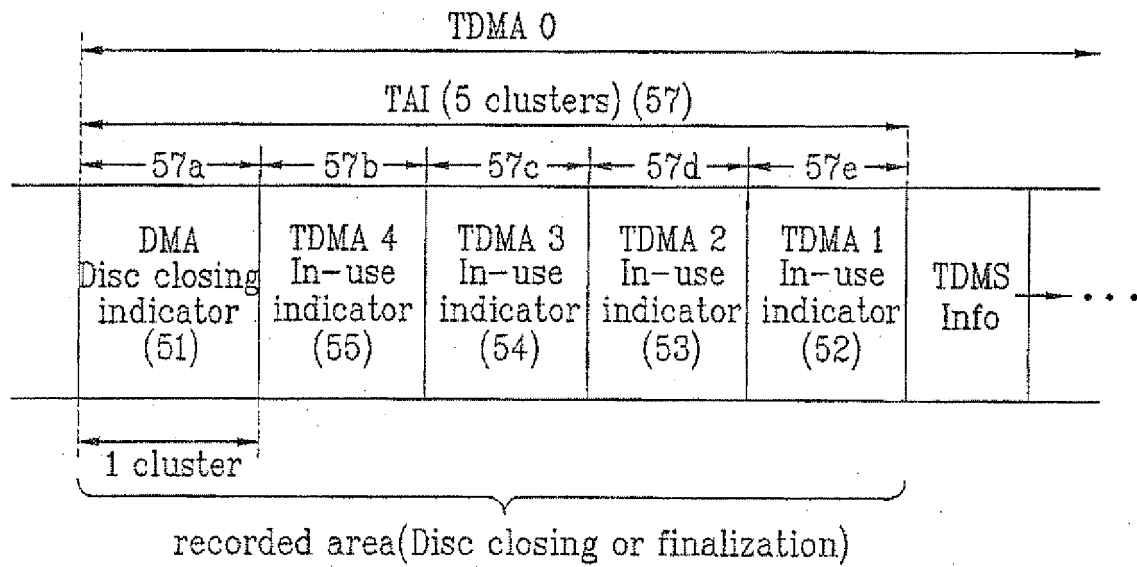 TDMA 0
TAI (5 clusters) (57)
57a 57b 57c 57d 57e
DMA
Disc closing
indicator
(51)
TDMA 4
In-use
indicator
(55)
TDMA 3
In-use
indicator
(54)
TDMA 2
In-use
indicator
(53)
TDMA 1
In-use
indicator
(52)
TDMS
Info
1 cluster
recorded area(Disc closing or finalization)